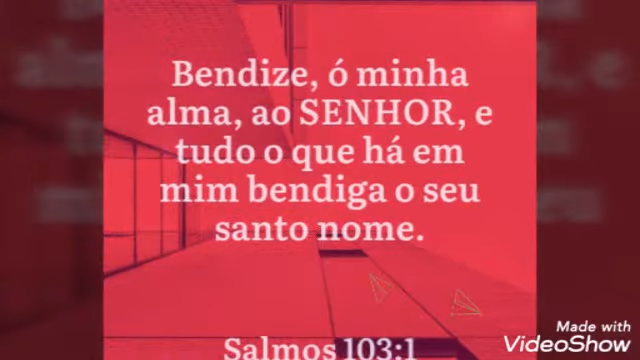 Bendize, ó minha
alma, ao SENHOR, e
tudo o que há em
mim bendiga o seu
santo nome.
Salmos 103:1
Made with
VideoShow